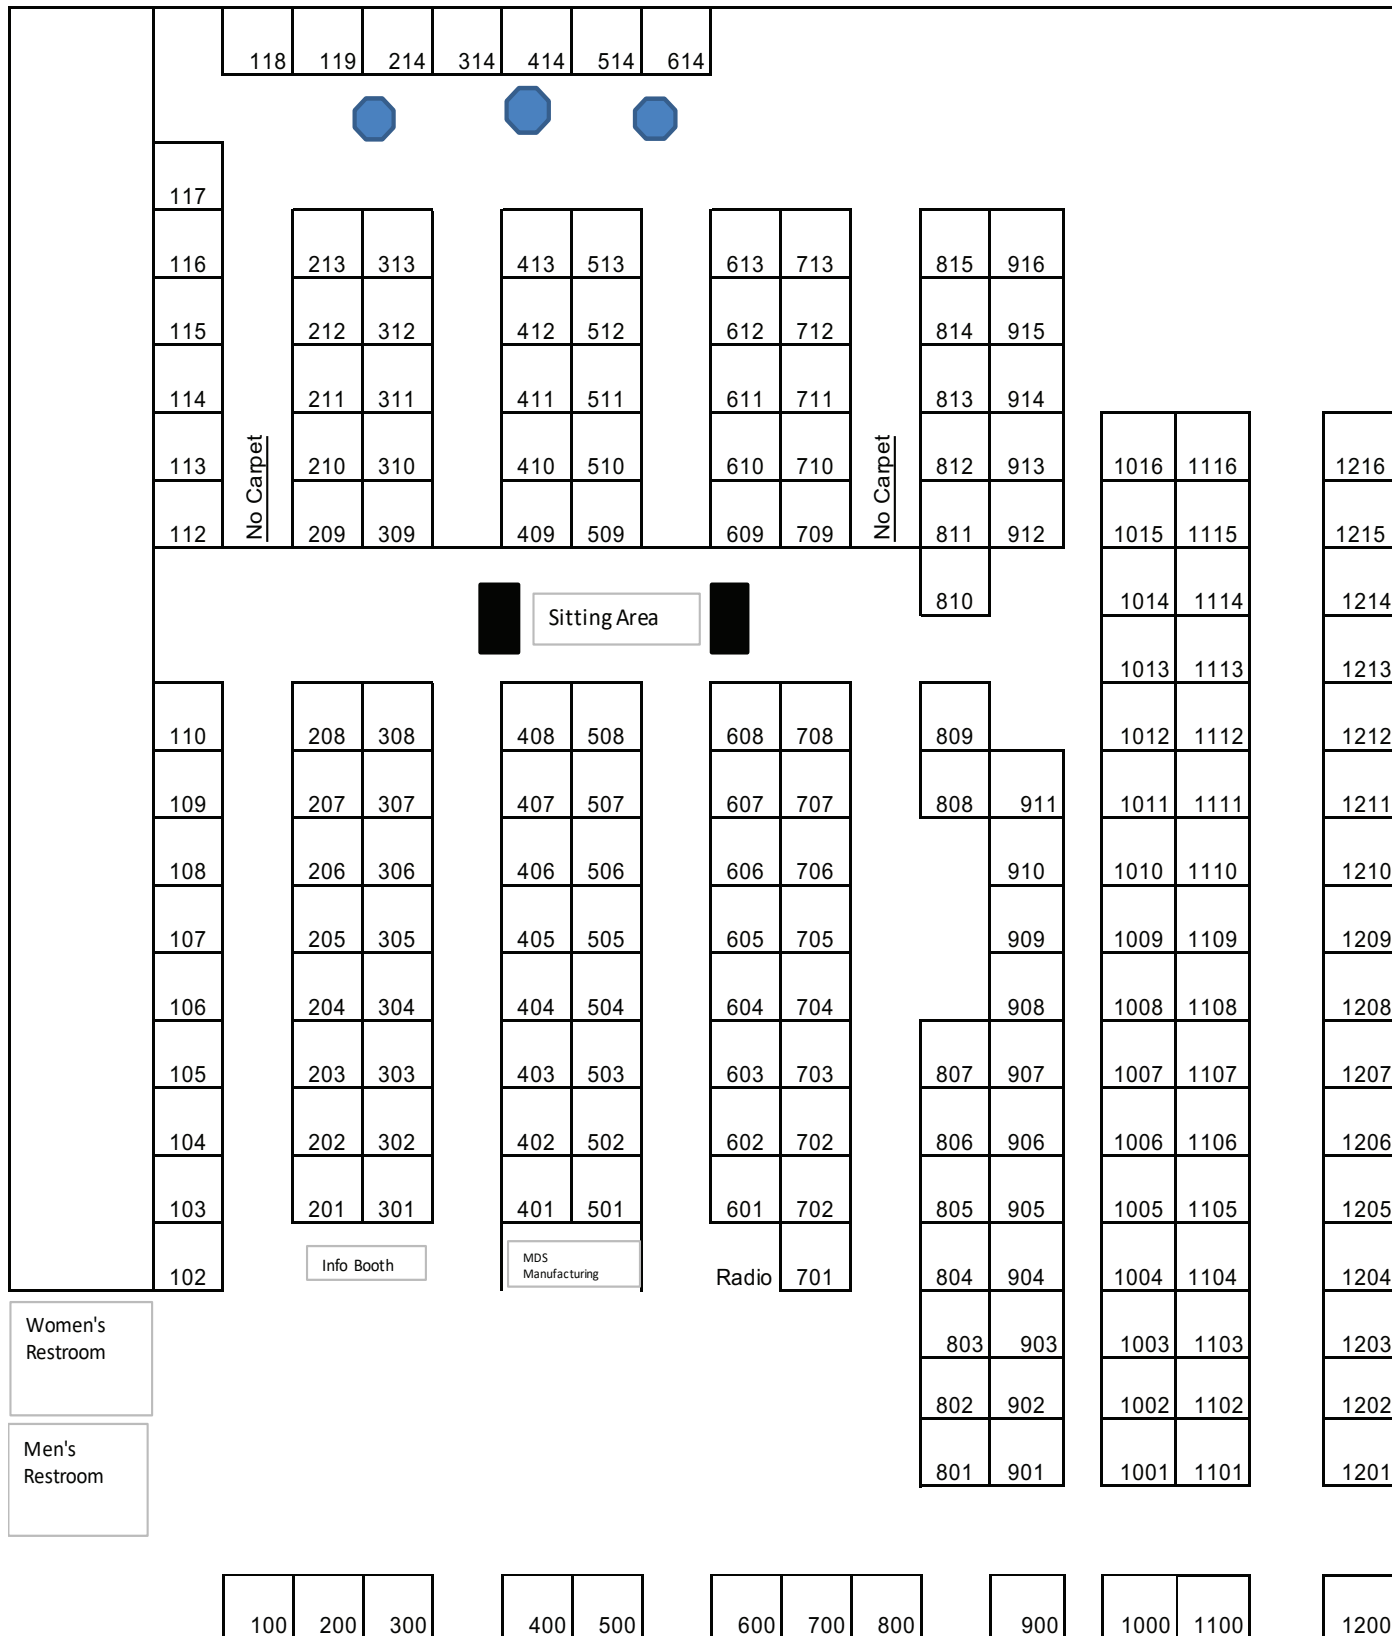 118 119 214 314 414 514 614
117
116 213 313 413 513 613 713 815 916
115 212 312 412 512 612 712 814 915
114 211 311 411 511 611 711 813 914
No Carpet
No Carpet
113 210 310 410 510 610 710 812 913 1016 1116 1216
112 209 309 409 509 609 709 811 912 1015 1115 1215
810 1014 1114 1214
Sitting Area
1013 1113 1213
110 208 308 408 508 608 708 809 1012 1112 1212
109 207 307 407 507 607 707 808 911 1011 1111 1211
108 206 306 406 506 606 706 910 1010 1110 1210
107 205 305 405 505 605 705 909 1009 1109 1209
106 204 304 404 504 604 704 908 1008 1108 1208
105 203 303 403 503 603 703 807 907 1007 1107 1207
104 202 302 402 502 602 702 806 906 1006 1106 1206
103 201 301 401 501 601 702 805 905 1005 1105 1205
Info Booth
MDS
Manufacturing
102 Radio 701 804 904 1004 1104 1204
Women's
Restroom
803 903 1003 1103 1203
802 902 1002 1102 1202
Men's
Restroom
801 901 1001 1101 1201
100 200 300 400 500 600 700 800 900 1000 1100 1200